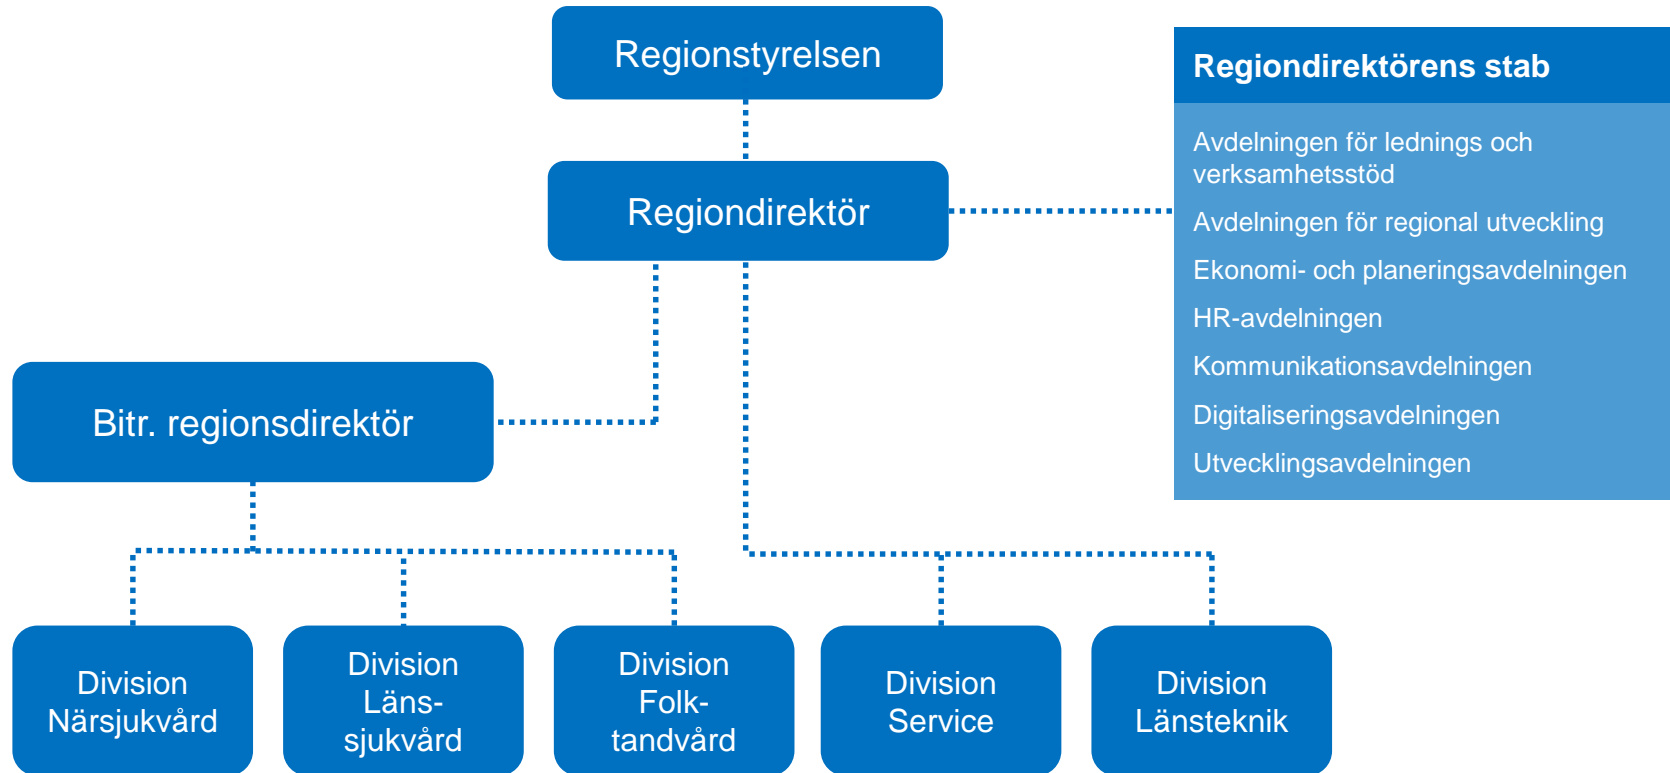 Regionstyrelsen
Regiondirektörens stab
Avdelningen för lednings och
verksamhetsstöd
Avdelningen för regional utveckling
Ekonomi- och planeringsavdelningen
HR-avdelningen
Kommunikationsavdelningen
Digitaliseringsavdelningen
Utvecklingsavdelningen
Regiondirektör
Bitr. regionsdirektör
Division
Närsjukvård
Division
Läns-
sjukvård
Division
Folk-
tandvård
Division
Service
Division
Länsteknik